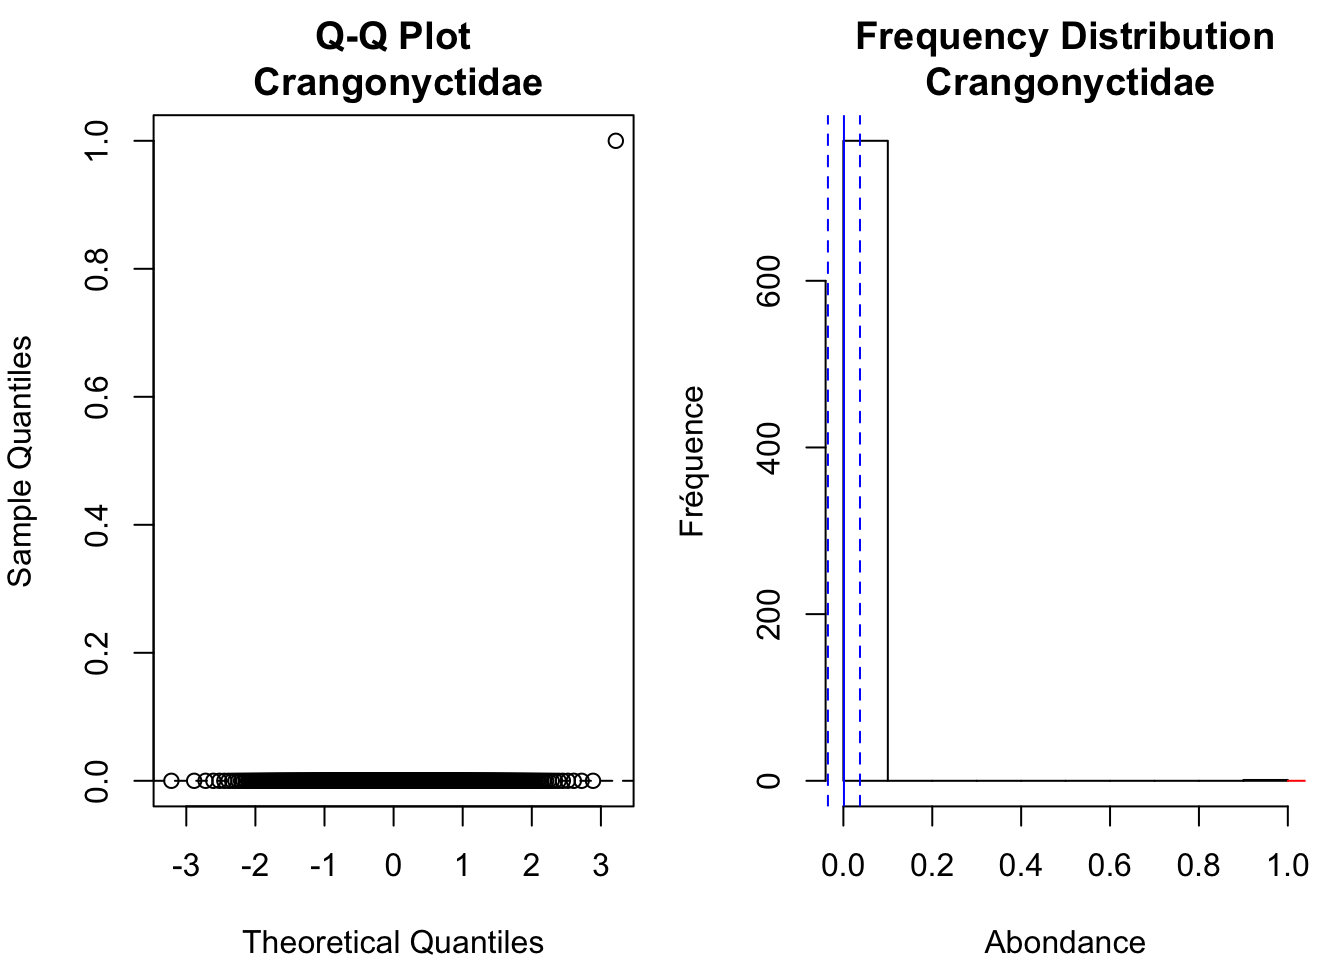 Q-Q Plot
Crangonyctidae
Sample Quantiles
1.0
0.8
0.6
0.4
0.2
0.0
-3 -2 -1 0 1 2 3
Theoretical Quantiles
Frequency Distribution
Crangonyctidae
Fréquence
600
400
200
0
0.0 0.2 0.4 0.6 0.8 1.0
Abondance